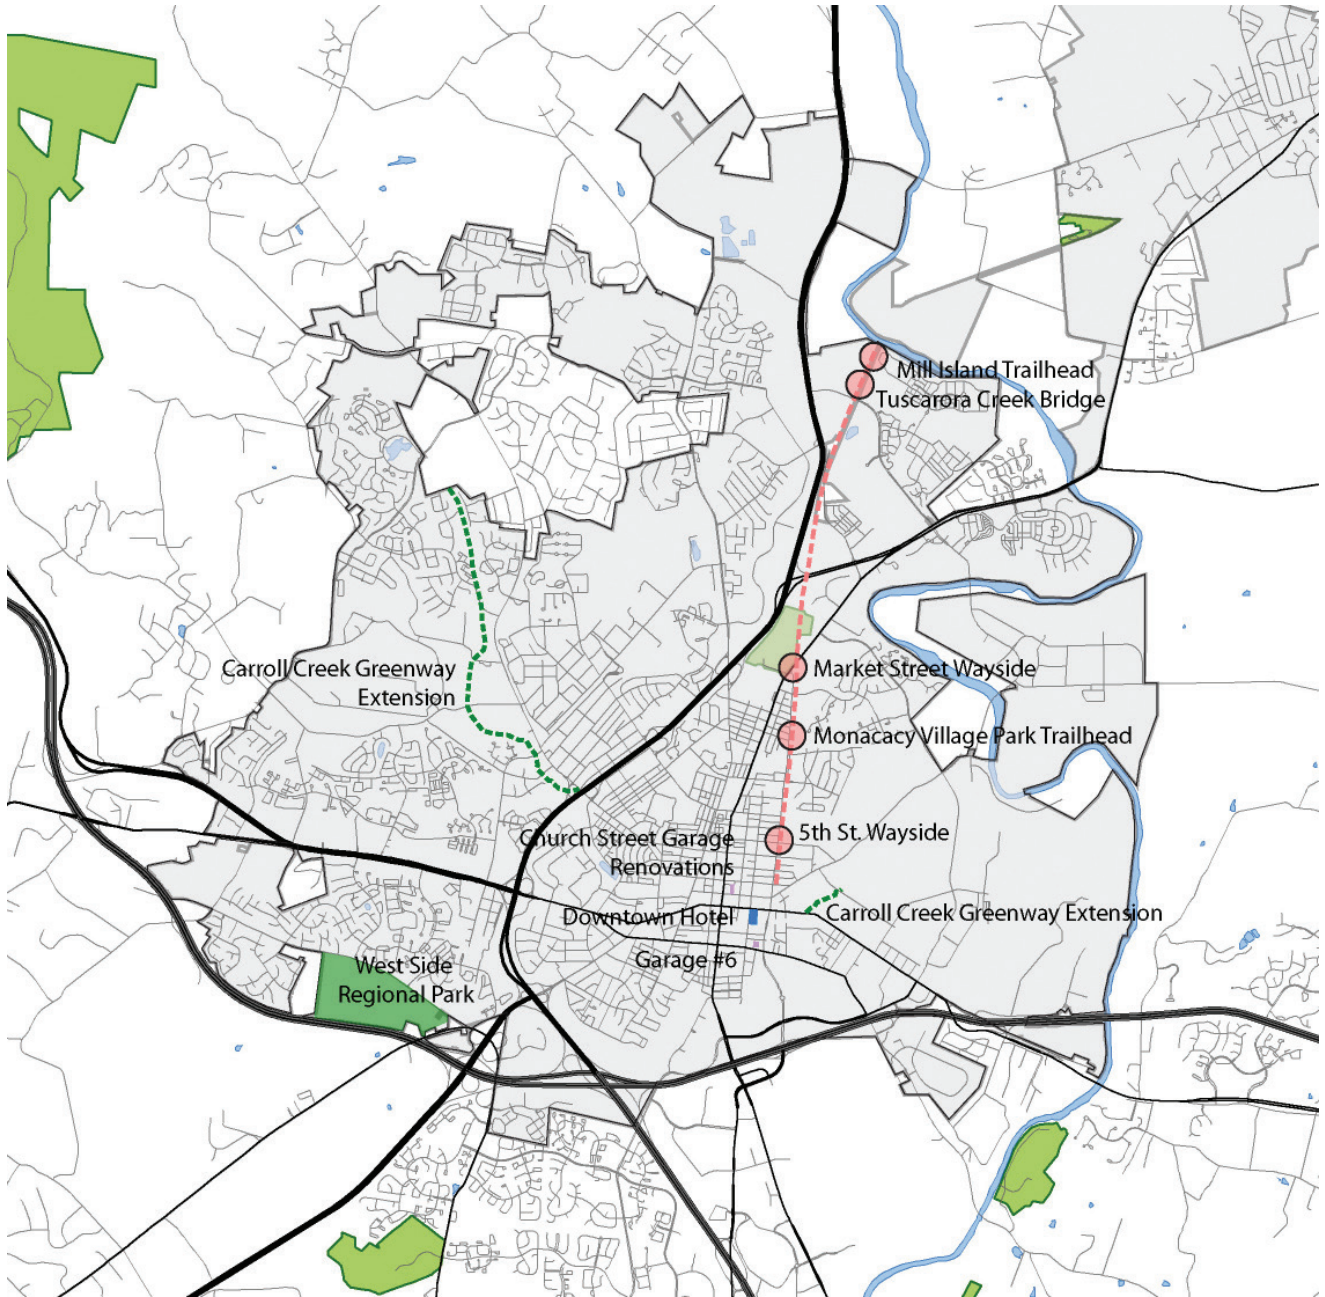 Mill Island Trailhead
Tuscarora Creek Bridge
Carroll Creek Greenway
Extension
Market Street Wayside
Monacacy Village Park Trailhead
Church Street Garage
Renovations
5th St. Wayside
Downtown Hotel
Carroll Creek Greenway Extension
Garage #6
West Side
Regional Park